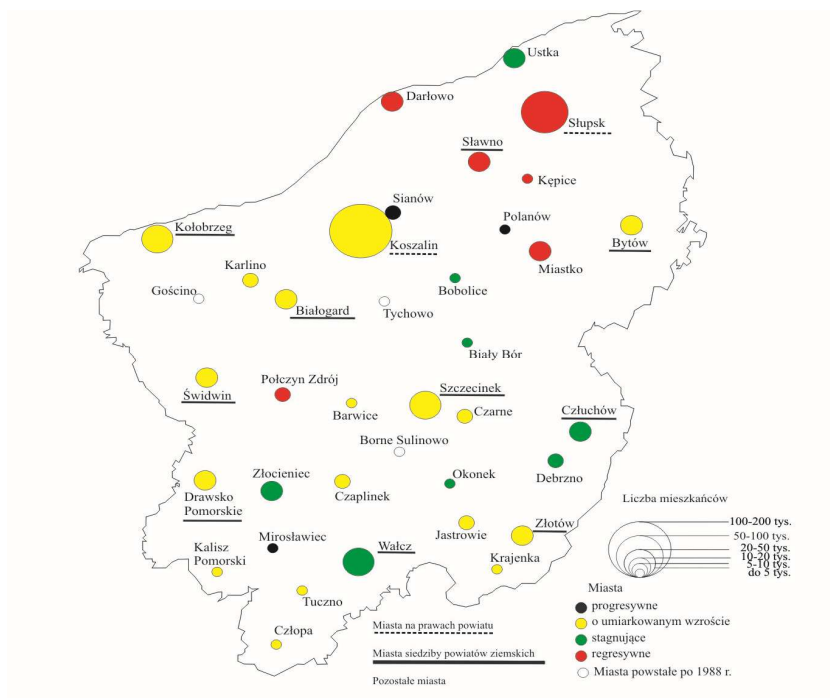 Ustka
Darłowo
Słupsk
Sławno
Kępice
Sianów
Polanów
Kołobrzeg
Koszalin
Bytów
Karlino
Miastko
Gościno
Bobolice
Białogard
Tychowo
Biały Bór
Połczyn Zdrój
Szczecinek
Świdwin
Barwice
Czarne
Człuchów
Borne Sulinowo
Złocieniec
Okonek
Debrzno
Drawsko
Pomorskie
Czaplinek
Liczba mieszkańców
100-200 tys.
50-100 tys.
20-50 tys.
10-20 tys.
5-10 tys.
do 5 tys.
Jastrowie
Złotów
Mirosławiec
Wałcz
Kalisz
Pomorski
Krajenka
Tuczno
Człopa
Miasta
progresywne
o umiarkowanym wzroście
stagnujące
regresywne
Miasta powstałe po 1988 r.
Miasta na prawach powiatu
Miasta siedziby powiatów ziemskich
Pozostałe miasta